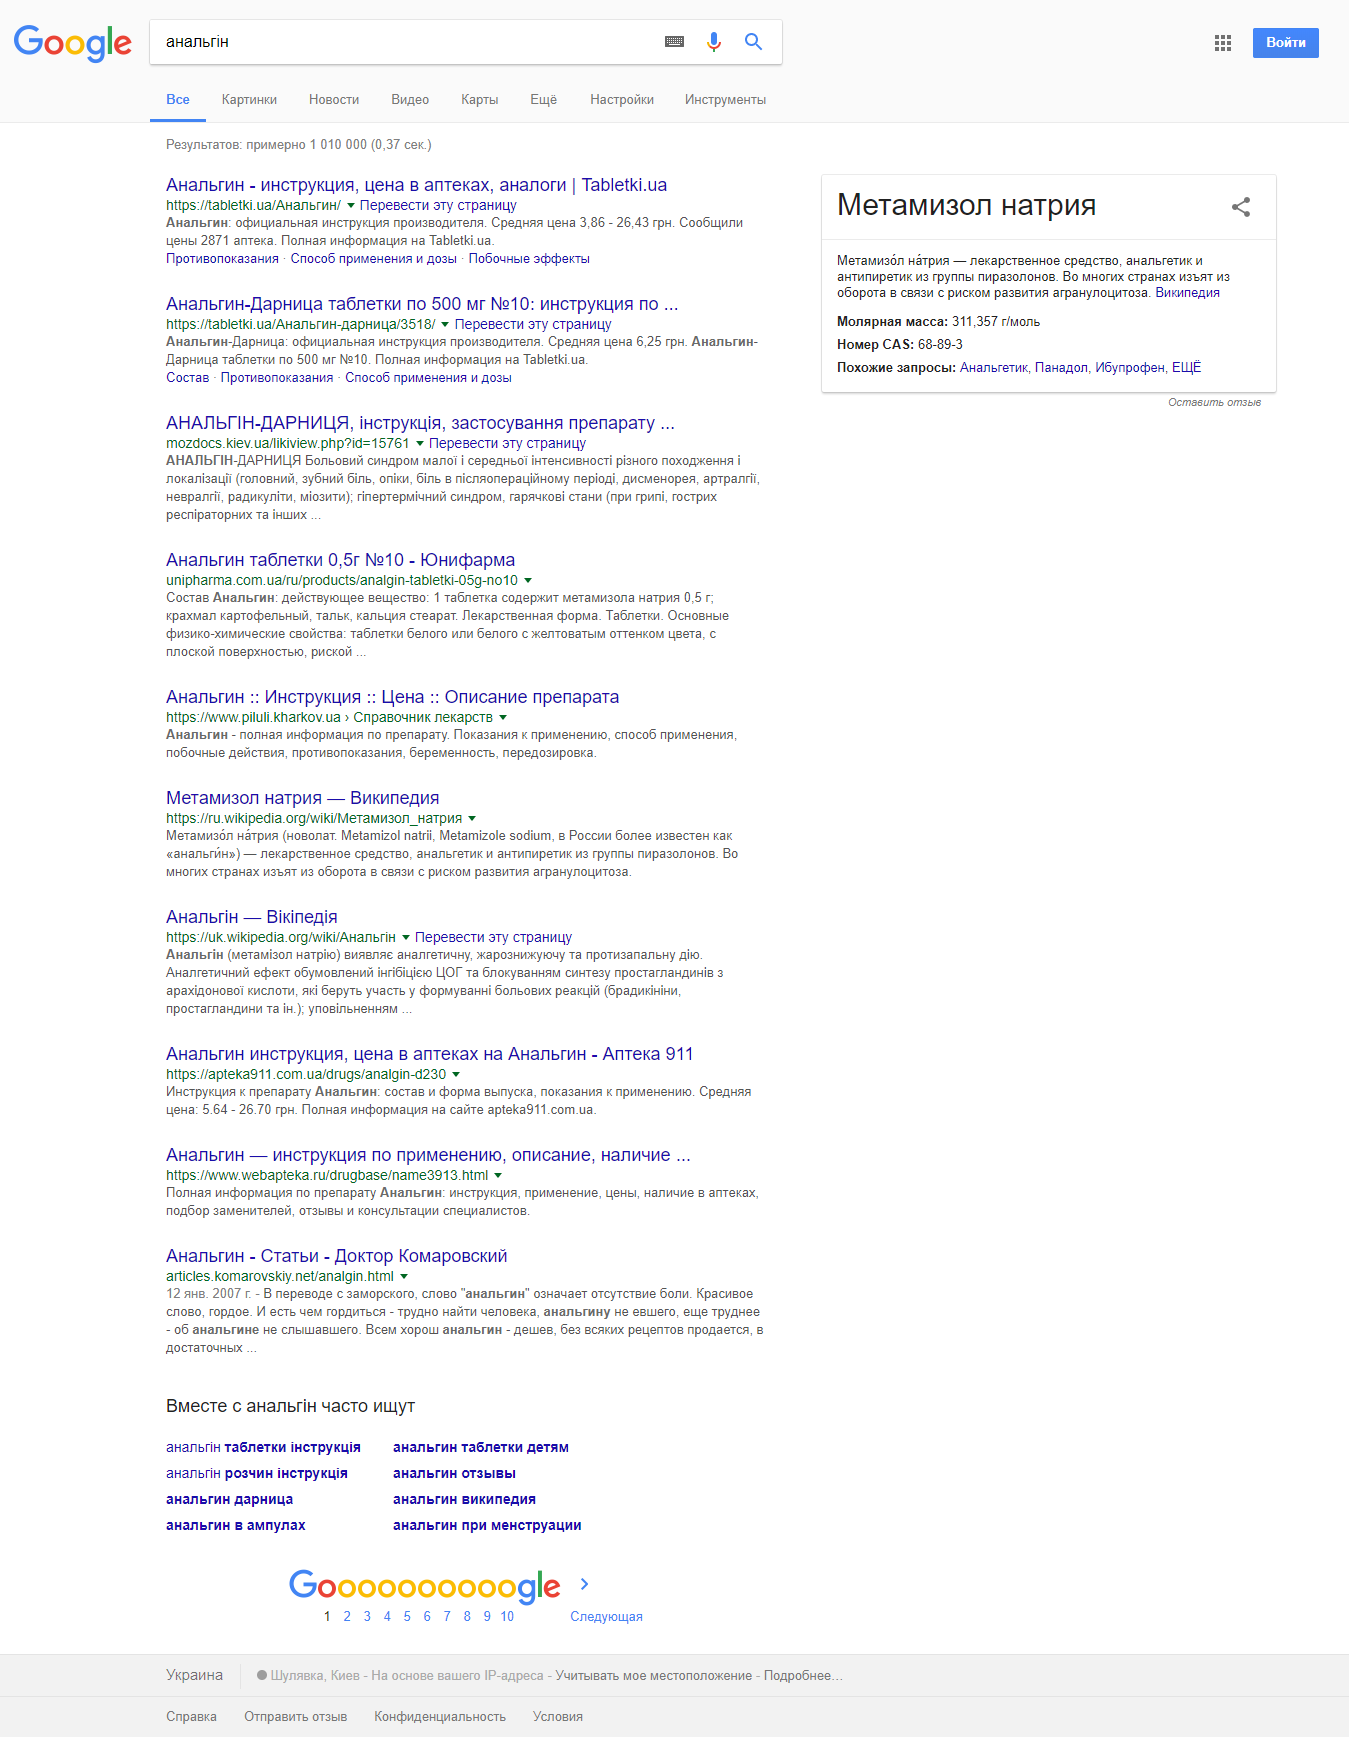 Google
анальгін
Войти
Все Картинки Новости Видео Карты Ещё Настройки Инструменты
Результатов: примерно 1 010 000 (0,37 сек.)
Анальгин - инструкция, цена в аптеках, аналоги | Tabletki.ua
https://tabletki.ua/Анальгин/ Перевести эту страницу
Анальгин: официальная инструкция производителя. Средняя цена 3,86 - 26,43 грн. Сообщили
цены 2871 аптека. Полная информация на Tabletki.ua.
Противопоказания · Способ применения и дозы · Побочные эффекты
Анальгин-Дарница таблетки по 500 мг №10: инструкция по ...
https://tabletki.ua/Анальгин-дарница/3518/ Перевести эту страницу
Анальгин-Дарница: официальная инструкция производителя. Средняя цена 6,25 грн. Анальгин-
Дарница таблетки по 500 мг №10. Полная информация на Tabletki.ua.
Состав · Противопоказания · Способ применения и дозы
АНАЛЬГІН-ДАРНИЦЯ, інструкція, застосування препарату ...
mozdocs.kiev.ua/likiview.php?id=15761 Перевести эту страницу
АНАЛЬГІН-ДАРНИЦЯ Больовий синдром малої і середньої інтенсивності різного походження і
локалізації (головний, зубний біль, опіки, біль в післяопераційному періоді, дисменорея, артралгії,
невралгії, радикуліти, міозити); гіпертермічний синдром, гарячкові стани (при грипі, гострих
респіраторних та інших ...
Анальгин таблетки 0,5г №10 - Юнифарма
unipharma.com.ua/ru/products/analgin-tabletki-05g-no10
Состав Анальгин: действующее вещество: 1 таблетка содержит метамизола натрия 0,5 г;
крахмал картофельный, тальк, кальция стеарат. Лекарственная форма. Таблетки. Основные
физико-химические свойства: таблетки белого или белого с желтоватым оттенком цвета, с
плоской поверхностью, риской ...
Анальгин :: Инструкция :: Цена :: Описание препарата
https://www.piluli.kharkov.ua › Справочник лекарств
Анальгин - полная информация по препарату. Показания к применению, способ применения,
побочные действия, противопоказания, беременность, передозировка.
Метамизол натрия — Википедия
https://ru.wikipedia.org/wiki/Метамизол_натрия
Метамизо́л на́трия (новолат. Metamizol natrii, Metamizole sodium, в России более известен как
«анальги́н») — лекарственное средство, анальгетик и антипиретик из группы пиразолонов. Во
многих странах изъят из оборота в связи с риском развития агранулоцитоза.
Анальгін — Вікіпедія
https://uk.wikipedia.org/wiki/Анальгін Перевести эту страницу
Анальгін (метамізол натрію) виявляє аналгетичну, жарознижуючу та протизапальну дію.
Аналгетичний ефект обумовлений інгібіцією ЦОГ та блокуванням синтезу простагландинів з
арахідонової кислоти, які беруть участь у формуванні больових реакцій (брадикініни,
простагландини та ін.); уповільненням ...
Анальгин инструкция, цена в аптеках на Анальгин - Аптека 911
https://apteka911.com.ua/drugs/analgin-d230
Инструкция к препарату Анальгин: состав и форма выпуска, показания к применению. Средняя
цена: 5.64 - 26.70 грн. Полная информация на сайте apteka911.com.ua.
Анальгин — инструкция по применению, описание, наличие ...
https://www.webapteka.ru/drugbase/name3913.html
Полная информация по препарату Анальгин: инструкция, применение, цены, наличие в аптеках,
подбор заменителей, отзывы и консультации специалистов.
Анальгин - Статьи - Доктор Комаровский
articles.komarovskiy.net/analgin.html
12 янв. 2007 г. - В переводе с заморского, слово "анальгин" означает отсутствие боли. Красивое
слово, гордое. И есть чем гордиться - трудно найти человека, анальгину не евшего, еще труднее
- об анальгине не слышавшего. Всем хорош анальгин - дешев, без всяких рецептов продается, в
достаточных ...
Метамизол натрия
Метамизо́л на́трия — лекарственное средство, анальгетик и
антипиретик из группы пиразолонов. Во многих странах изъят из
оборота в связи с риском развития агранулоцитоза. Википедия
Молярная масса: 311,357 г/моль
Номер CAS: 68-89-3
Похожие запросы: Анальгетик, Панадол, Ибупрофен, ЕЩЁ
Оставить отзыв
Вместе с анальгін часто ищут
анальгін таблетки інструкція анальгин таблетки детям
анальгін розчин інструкція анальгин отзывы
анальгин дарница анальгин википедия
анальгин в ампулах анальгин при менструации
Goooooooooogle
1 2 3 4 5 6 7 8 9 10 Следующая
Украина Шулявка, Киев - На основе вашего IP-адреса - Учитывать мое местоположение - Подробнее…
Справка Отправить отзыв Конфиденциальность Условия